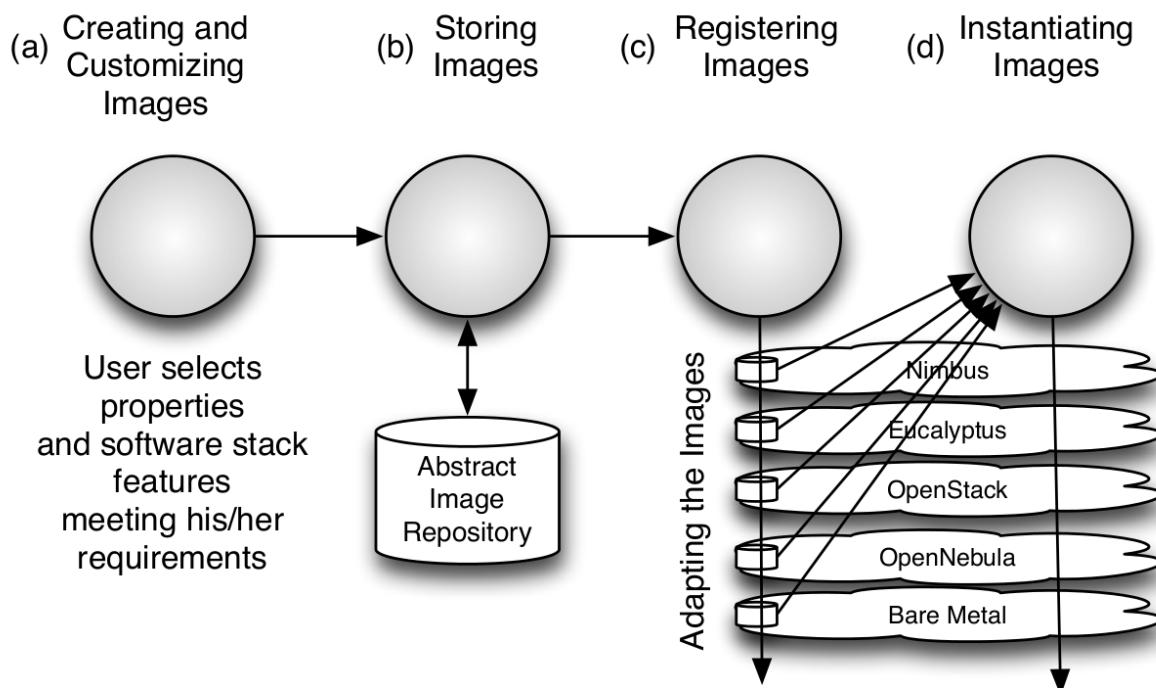 (a) Creating and
Customizing
Images
(b) Storing
Images
(c) Registering
Images
(d) Instantiating
Images
User selects
properties
and software stack
features
meeting his/her
requirements
Abstract
Image
Repository
Adapting the Images
Nimbus
Eucalyptus
OpenStack
OpenNebula
Bare Metal